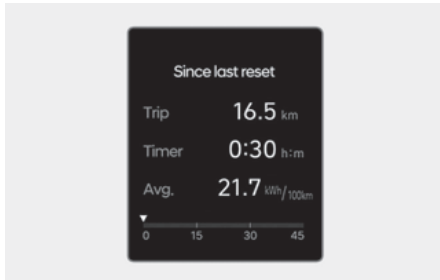 Since last reset
Trip 16.5 km
Timer 0:30 h:m
Avg. 21.7 kWh/100km
0 15 30 45